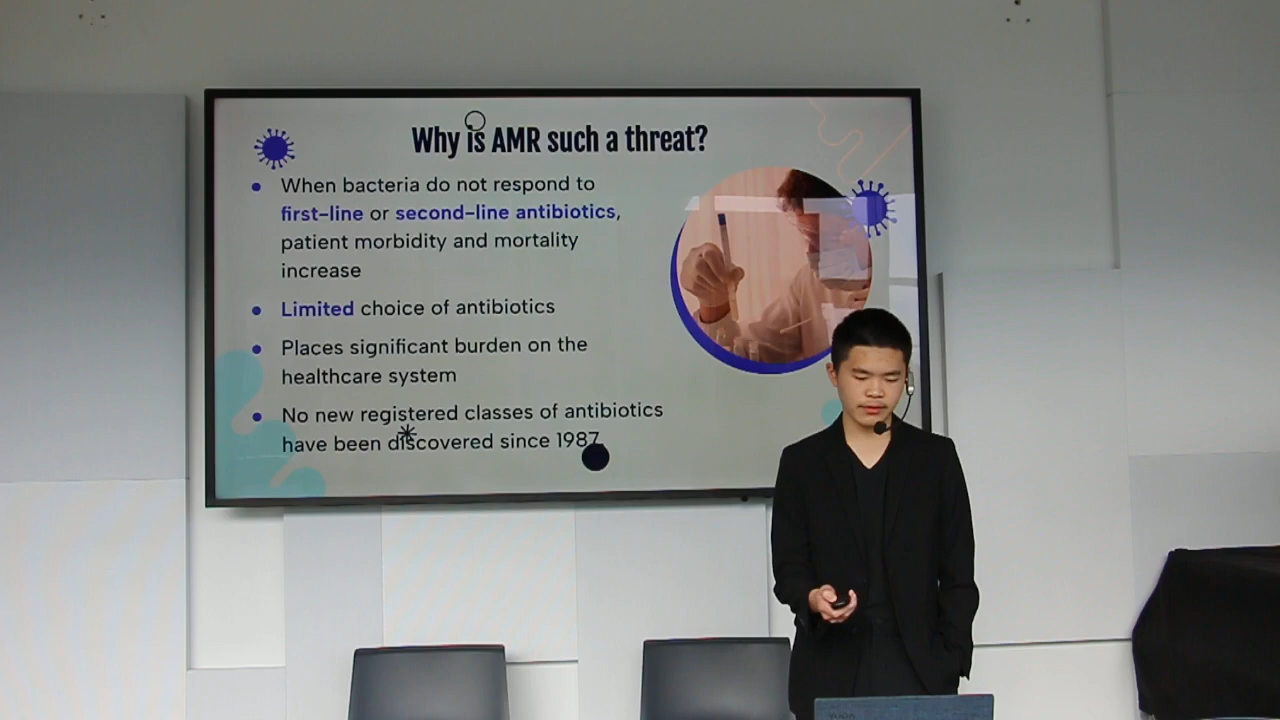 Why is AMR such a threat?
When bacteria do not respond to
first-line or second-line antibiotics,
patient morbidity and mortality
increase
Limited choice of antibiotics
Places significant burden on the
healthcare system
No new registered classes of antibiotics
have been discovered since 1987.
YOGA